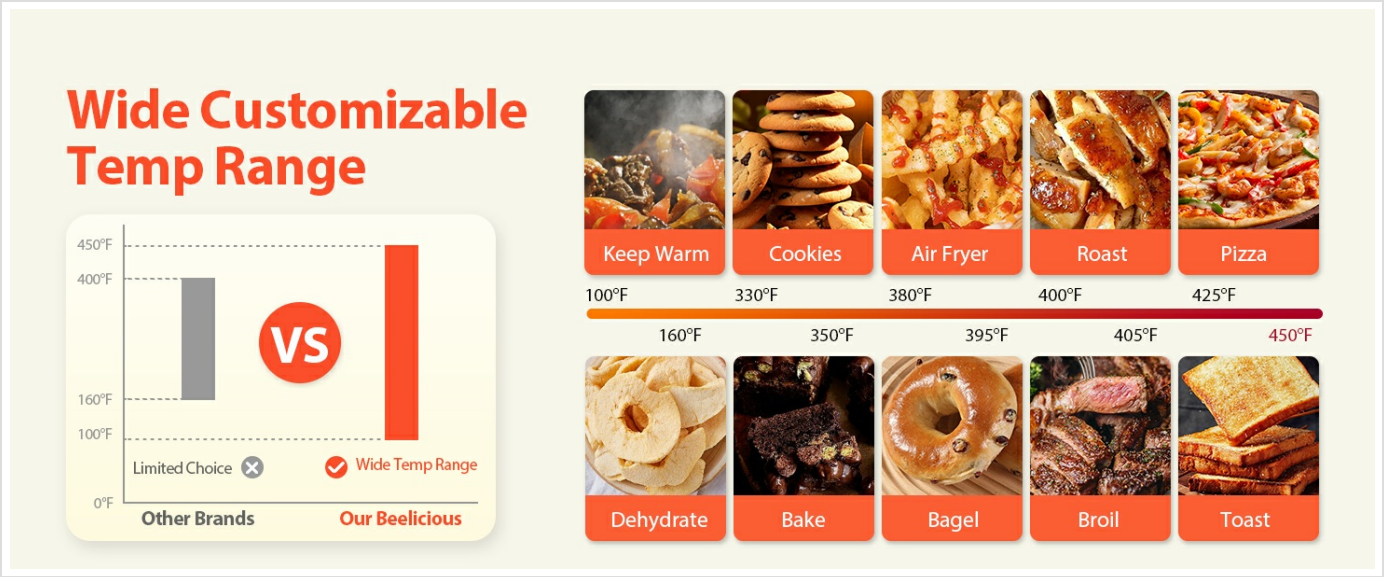 Wide Customizable
Temp Range
450°F
400°F
160°F
100°F
0°F
VS
Limited Choice
Wide Temp Range
Other Brands
Our Beelicious
Keep Warm
Cookies
Air Fryer
Roast
Pizza
100°F
330°F
380°F
400°F
425°F
160°F
350°F
395°F
405°F
450°F
Dehydrate
Bake
Bagel
Broil
Toast